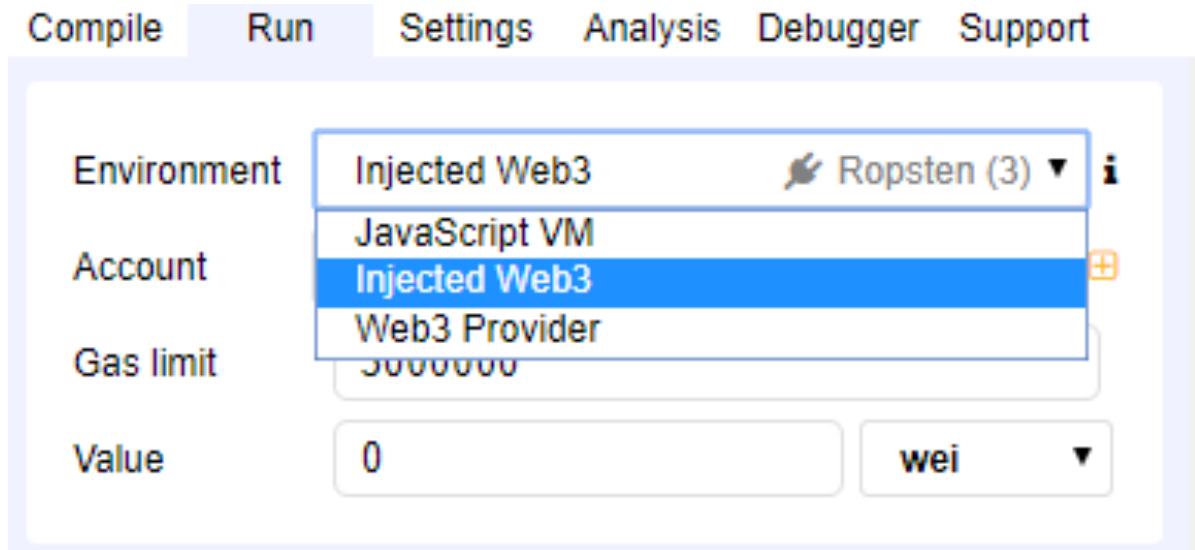 Compile Run Settings Analysis Debugger Support
Environment Injected Web3 Ropsten (3)
JavaScript VM
Account
Injected Web3
Web3 Provider
Gas limit
Value 0 wei